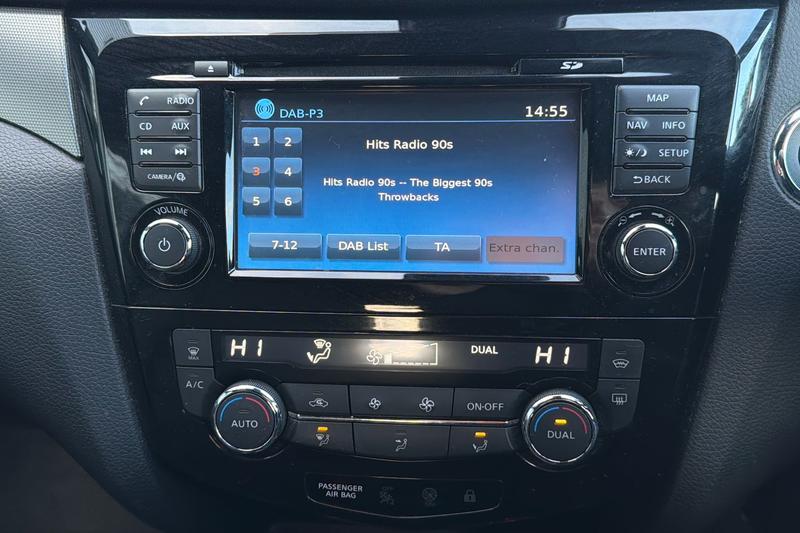 SD
RADIO
CD AUX
CAMERA/
VOLUME
DAB-P3 14:55
1 2
3 4
5 6
Hits Radio 90s
Hits Radio 90s -- The Biggest 90s
Throwbacks
7-12 DAB List TA Extra chan.
MAP
NAV INFO
SETUP
BACK
ENTER
MAX
A/C
HI DUAL HI
AUTO
ON·OFF
DUAL
PASSENGER
AIR BAG
OFF